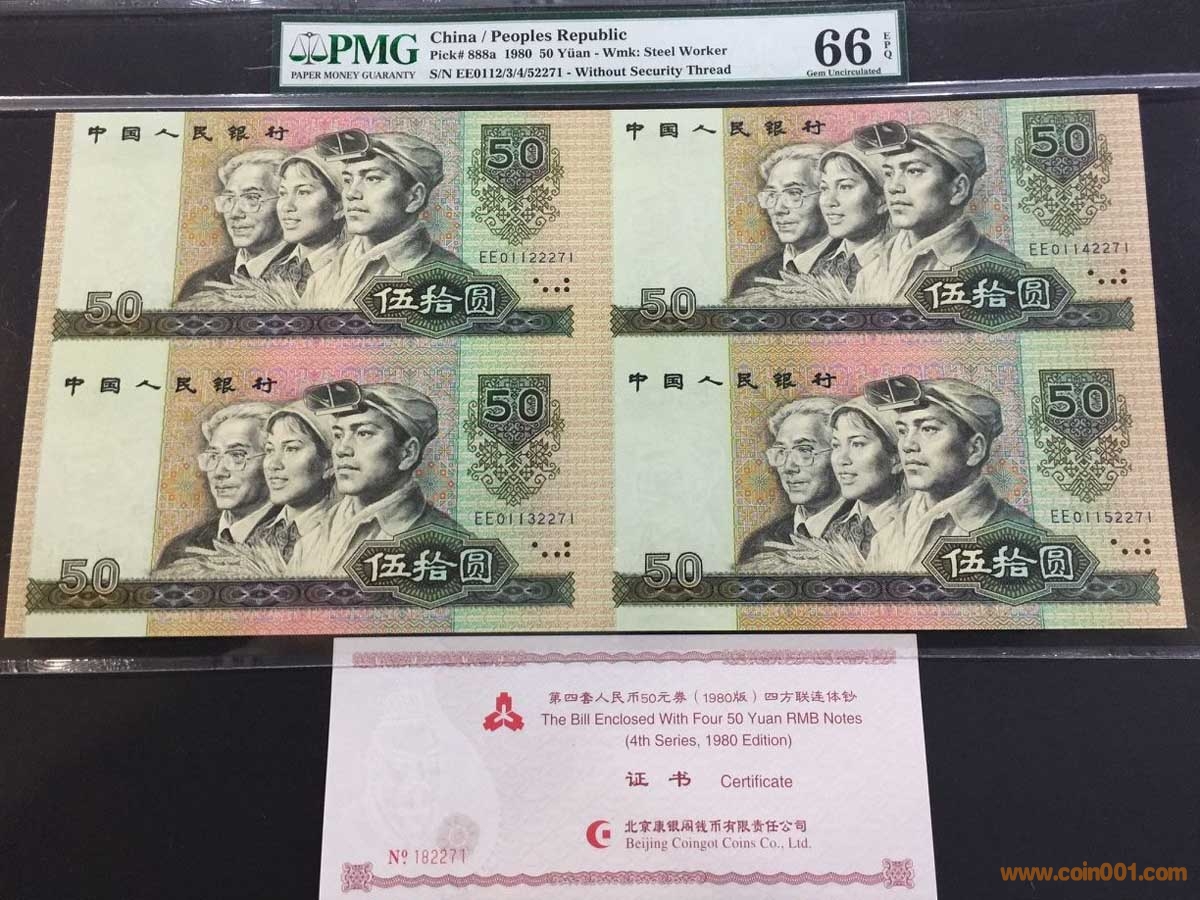 PMG
PAPER MONEY GUARANTY
China / Peoples Republic
Pick# 888a 1980 50 Yüan - Wmk: Steel Worker
S/N EE0112/3/4/52271 - Without Security Thread
66 EPQ
Gem Uncirculated
中国人民银行
50
EE01122271
50
伍拾圆
中国人民银行
50
EE01142271
50
伍拾圆
中国人民银行
50
EE01132271
50
伍拾圆
中国人民银行
50
EE01152271
50
伍拾圆
第四套人民币50元券（1980版）四方联连体钞
The Bill Enclosed With Four 50 Yuan RMB Notes
(4th Series, 1980 Edition)
证书 Certificate
北京康银阁钱币有限责任公司
Beijing Coingot Coins Co., Ltd.
Nº 182271
www.coin001.com